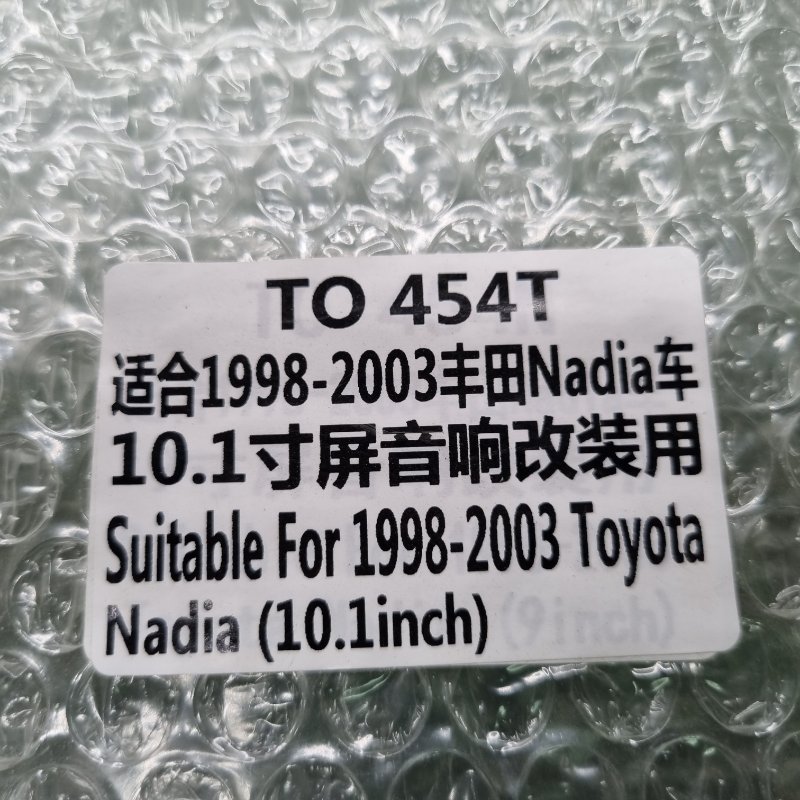 TO 454T
适合1998-2003丰田Nadia车
10.1寸屏音响改装用
Suitable For 1998-2003 Toyota
Nadia (10.1inch) (9inch)